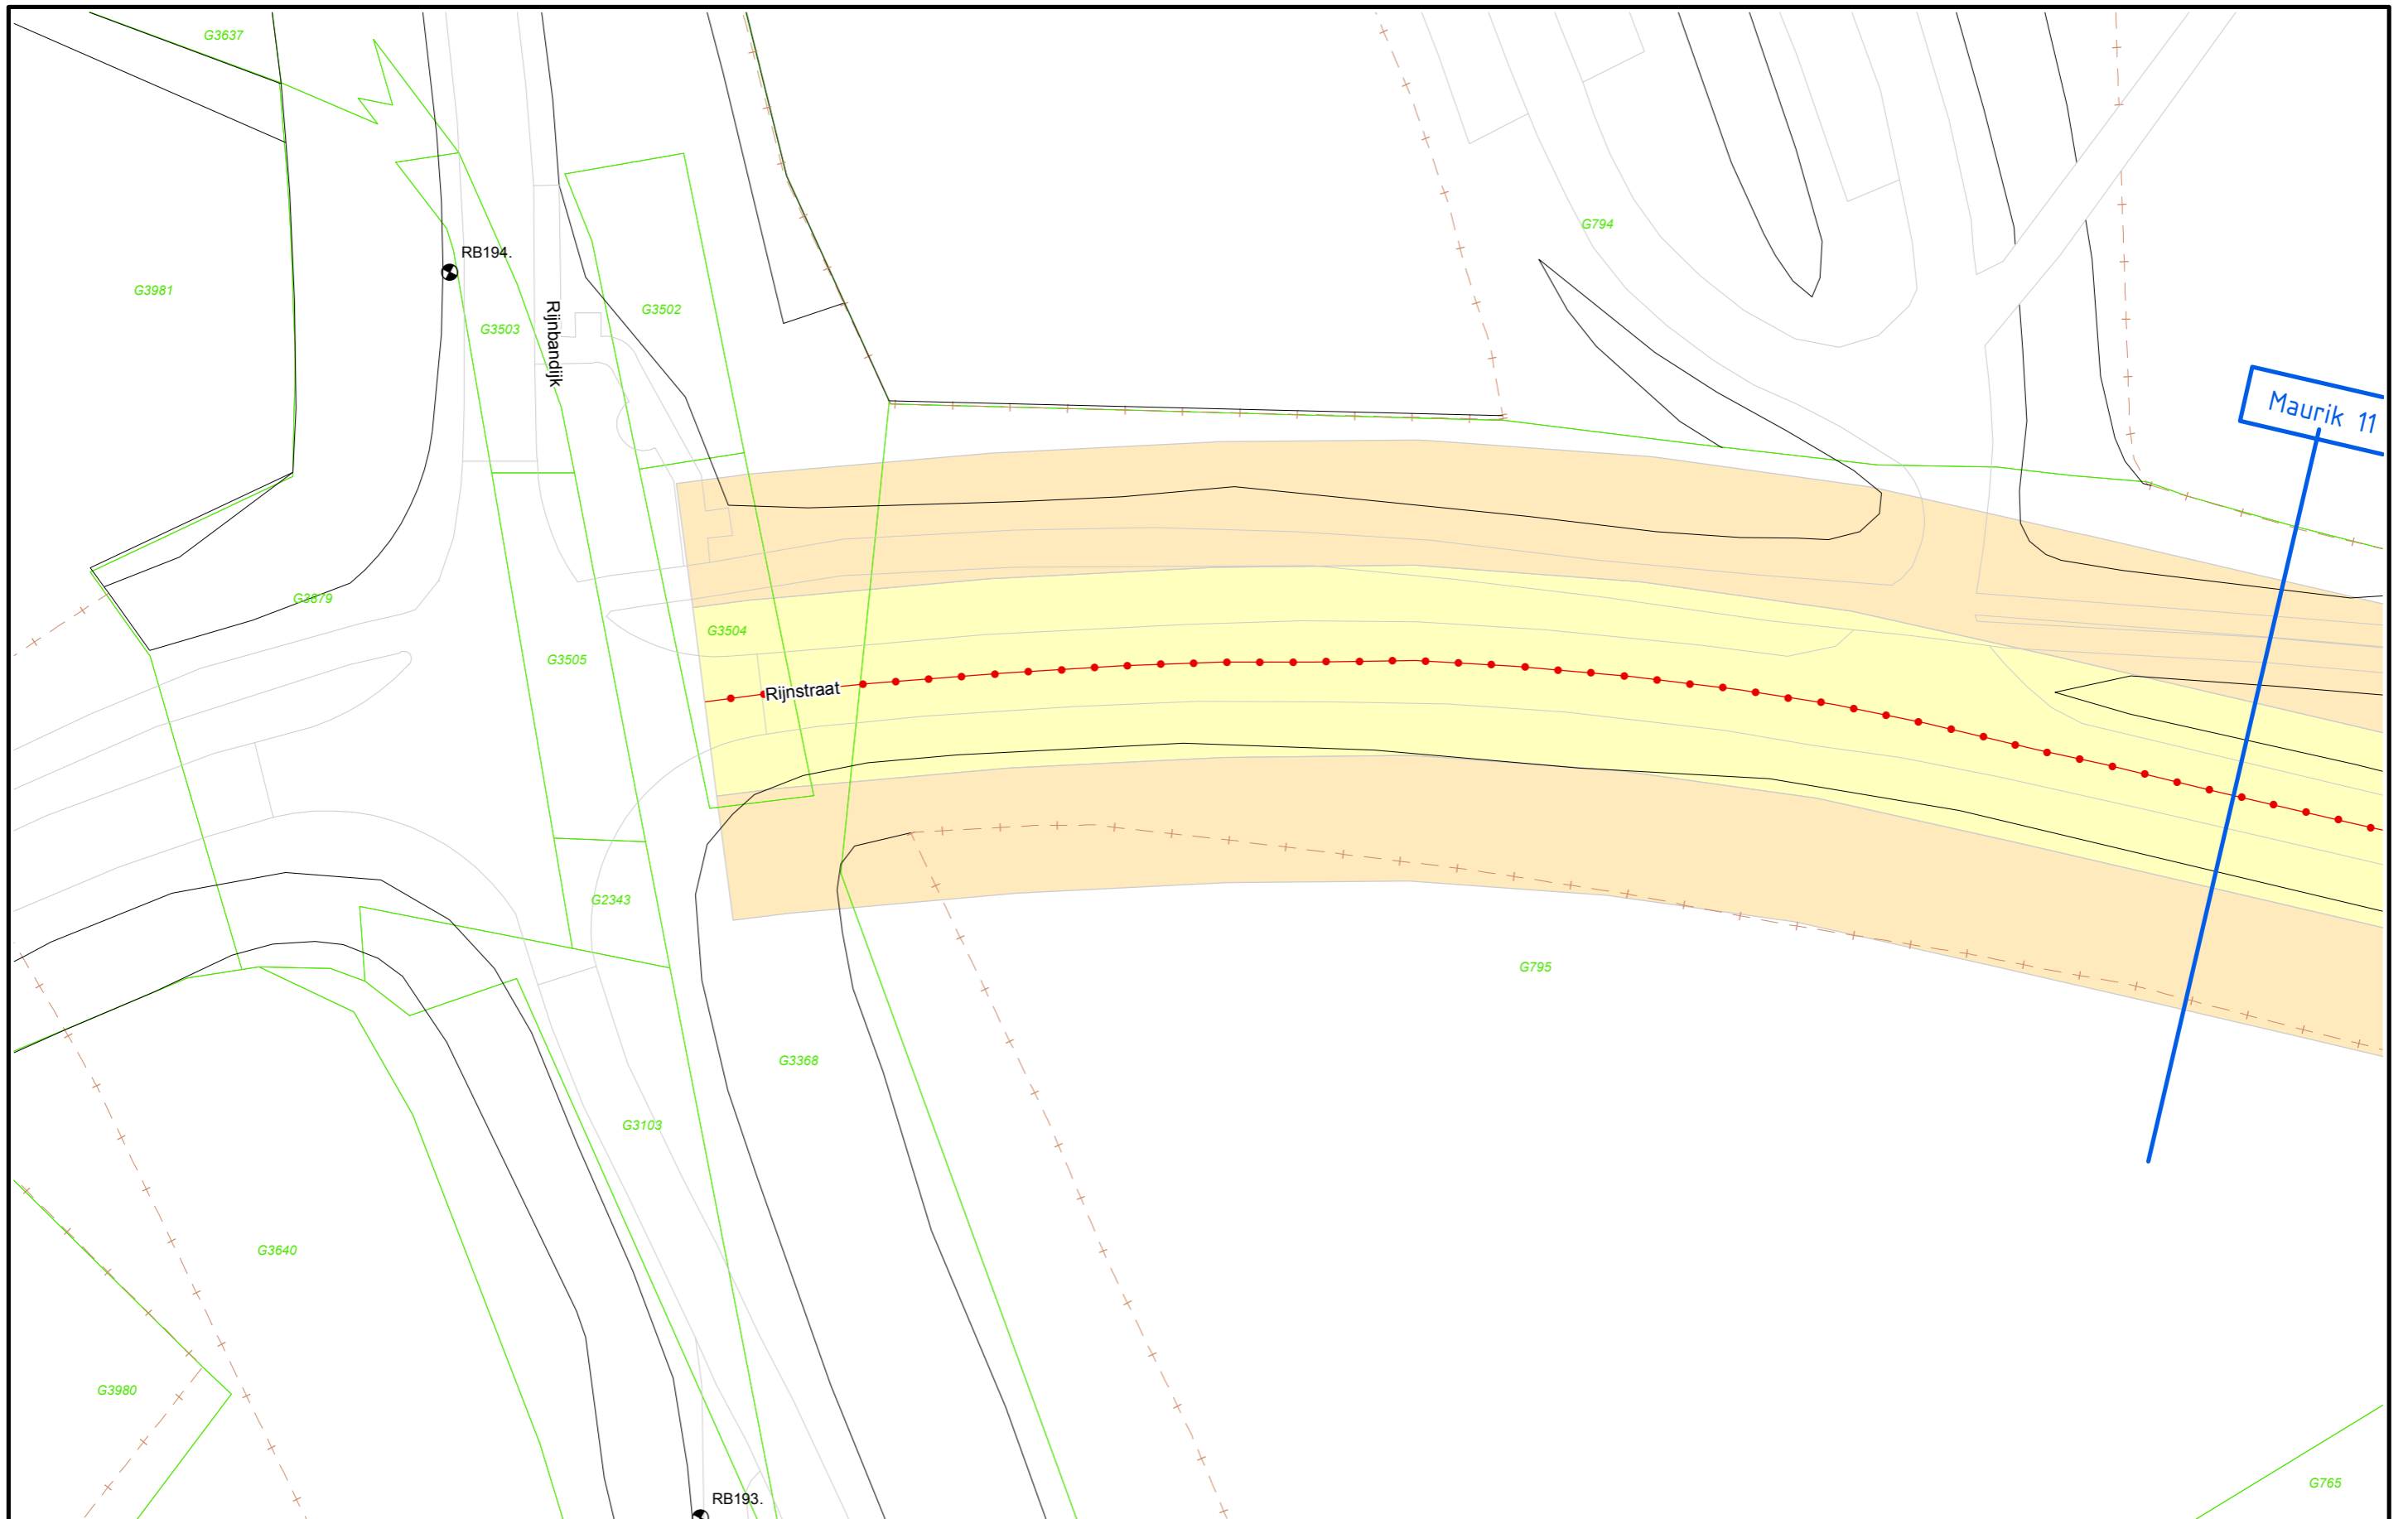 G3637
G794
RB194.
G3981
G3502
G3503
Rijnbandijk
Maurik 11
G3879
G3504
G3505
Rijnstraat
G2343
G795
G3368
G3103
G3640
G3980
G765
RB193.